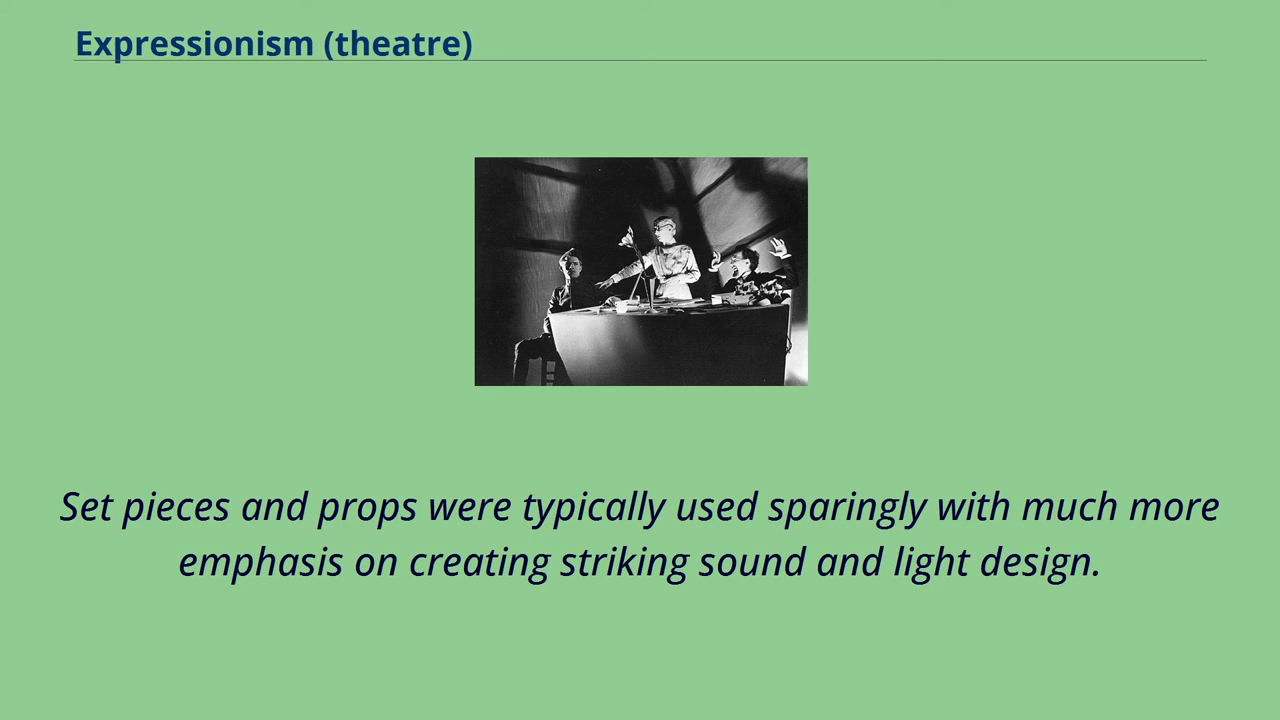 Expressionism (theatre)
Set pieces and props were typically used sparingly with much more
emphasis on creating striking sound and light design.